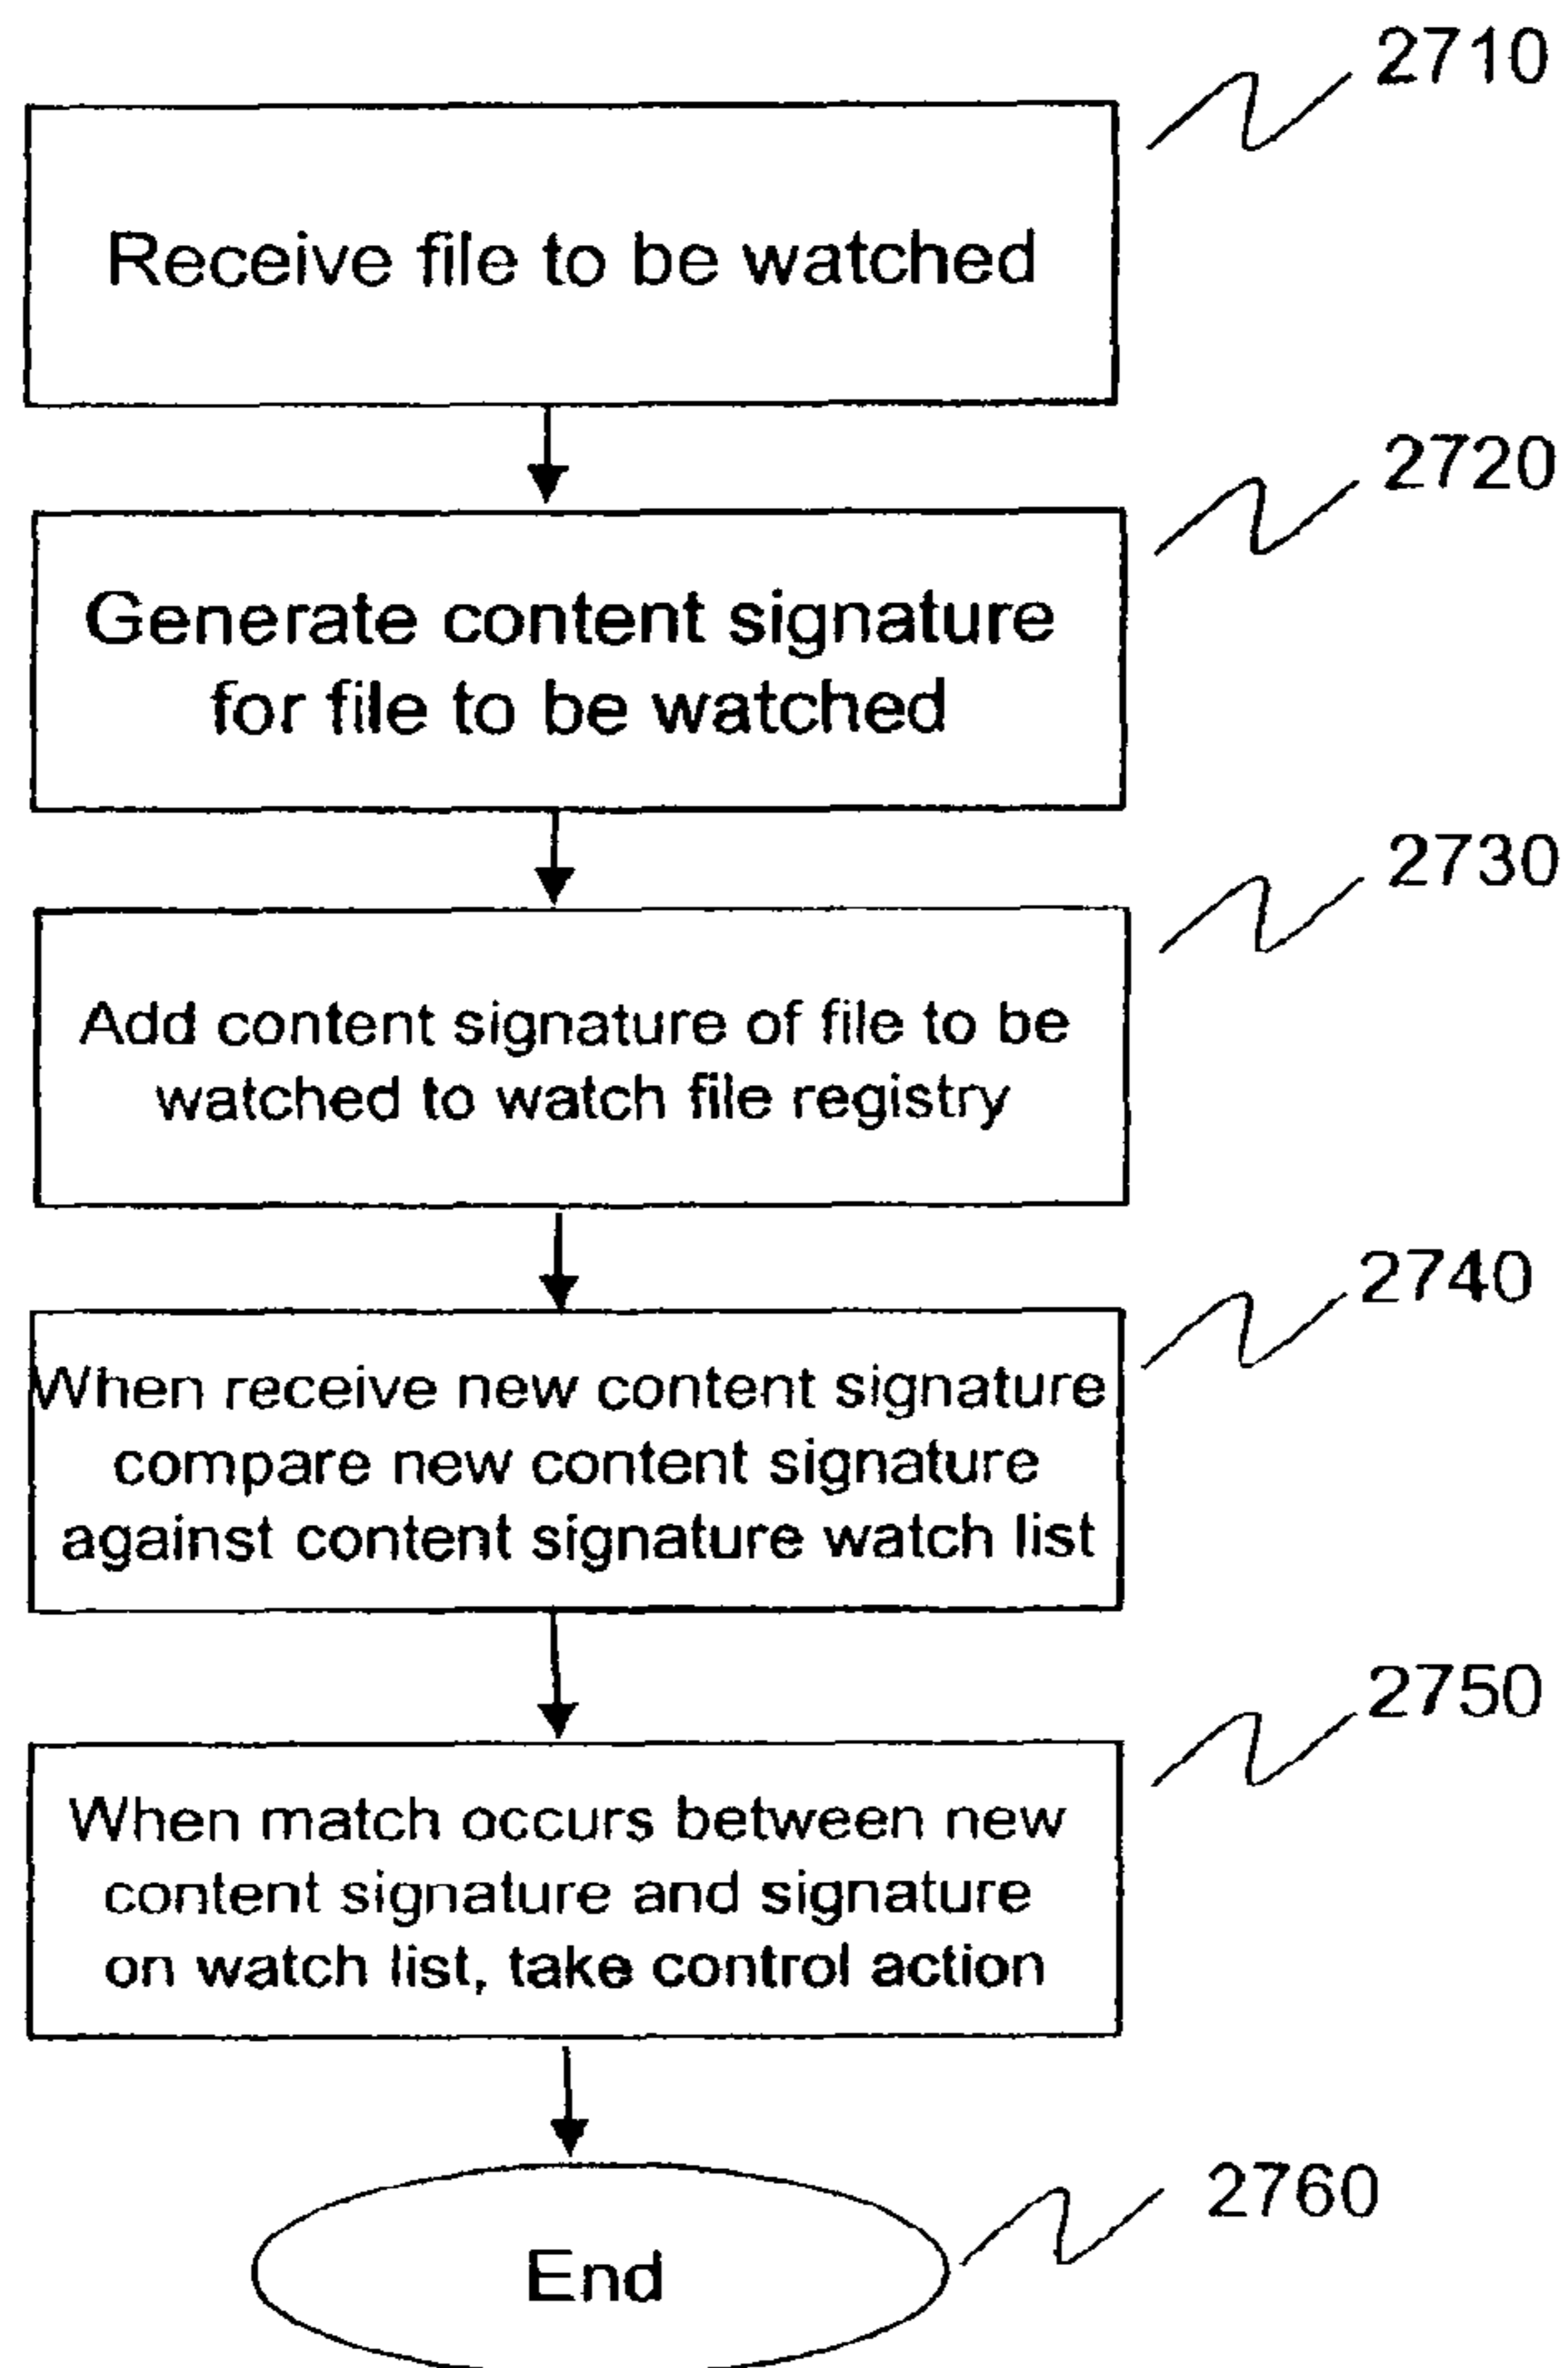 2710
Receive file to be watched
2720
Generate content signature
for file to be watched
2730
Add content signature of file to be
watched to watch file registry
2740
When receive new content signature
compare new content signature
against content signature watch list
2750
When match occurs between new
content signature and signature
on watch list, take control action
2760
End